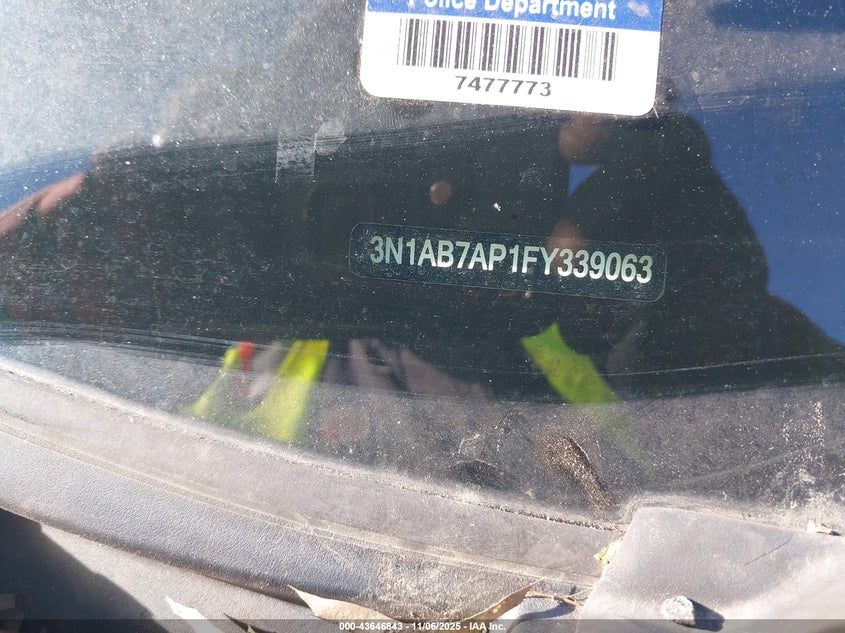 Police Department
7477773
3N1AB7AP1FY339063
000-43646843 - 11/06/2025 - IAA Inc.